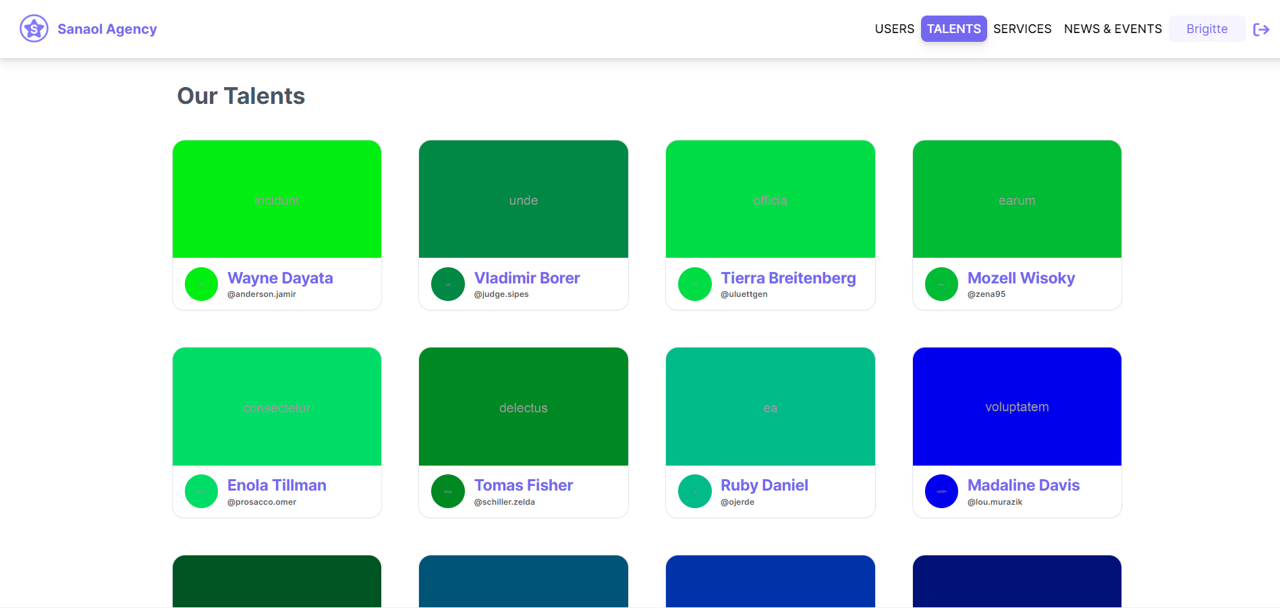 Sanaol Agency
USERS TALENTS SERVICES NEWS & EVENTS Brigitte
Our Talents
incidunt
unde
officia
earum
Wayne Dayata
@anderson.jamir
Vladimir Borer
@judge.sipes
Tierra Breitenberg
@uluettgen
Mozell Wisoky
@zena95
consectetur
delectus
ea
voluptatem
Enola Tillman
@prosacco.omer
Tomas Fisher
@schiller.zelda
Ruby Daniel
@ojerde
Madaline Davis
@lou.murazik